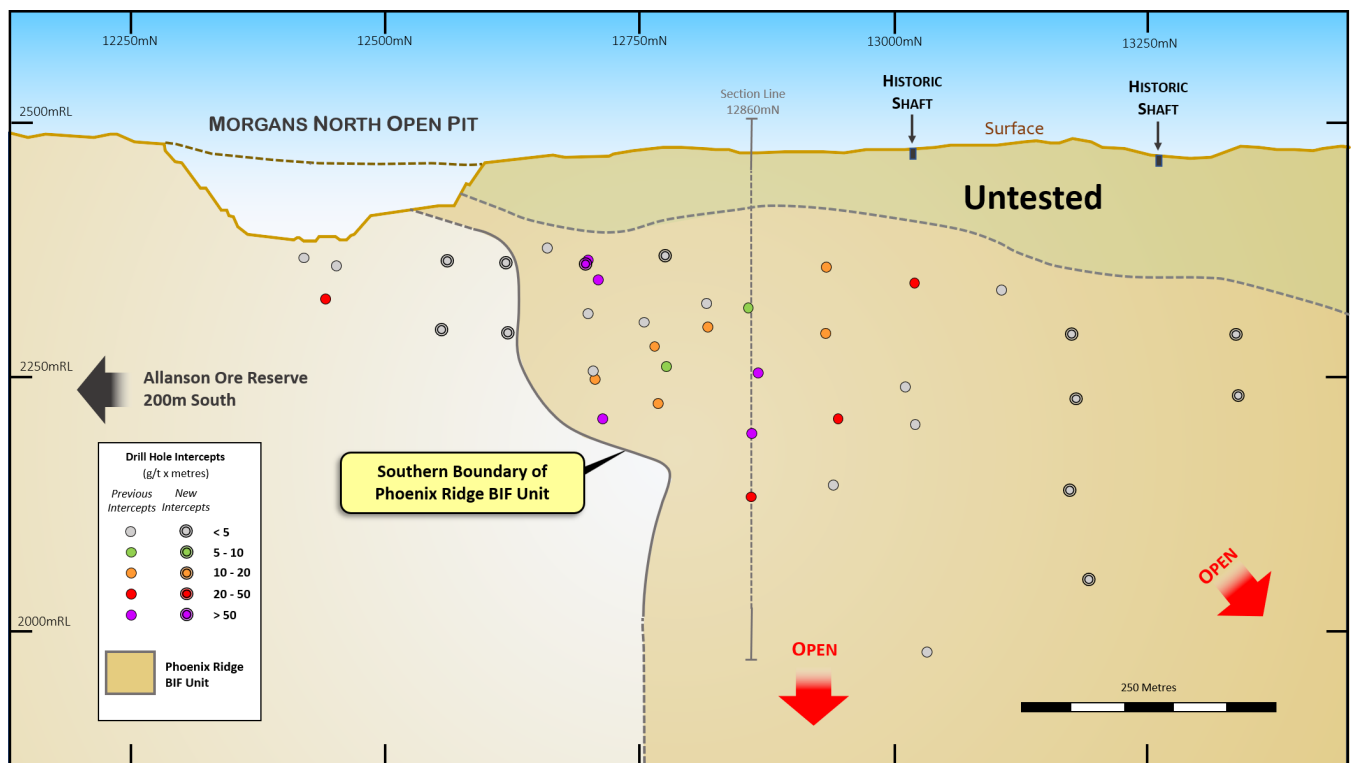 12250mN
12500mN
12750mN
13000mN
13250mN
2500mRL
MORGANS NORTH OPEN PIT
Section Line
12860mN
HISTORIC
SHAFT
HISTORIC
SHAFT
Surface
Untested
2250mRL
Allanson Ore Reserve
200m South
Southern Boundary of
Phoenix Ridge BIF Unit
Drill Hole Intercepts
(g/t x metres)
Previous
Intercepts
New
Intercepts
< 5
5 - 10
10 - 20
20 - 50
> 50
Phoenix Ridge
BIF Unit
2000mRL
OPEN
OPEN
250 Metres